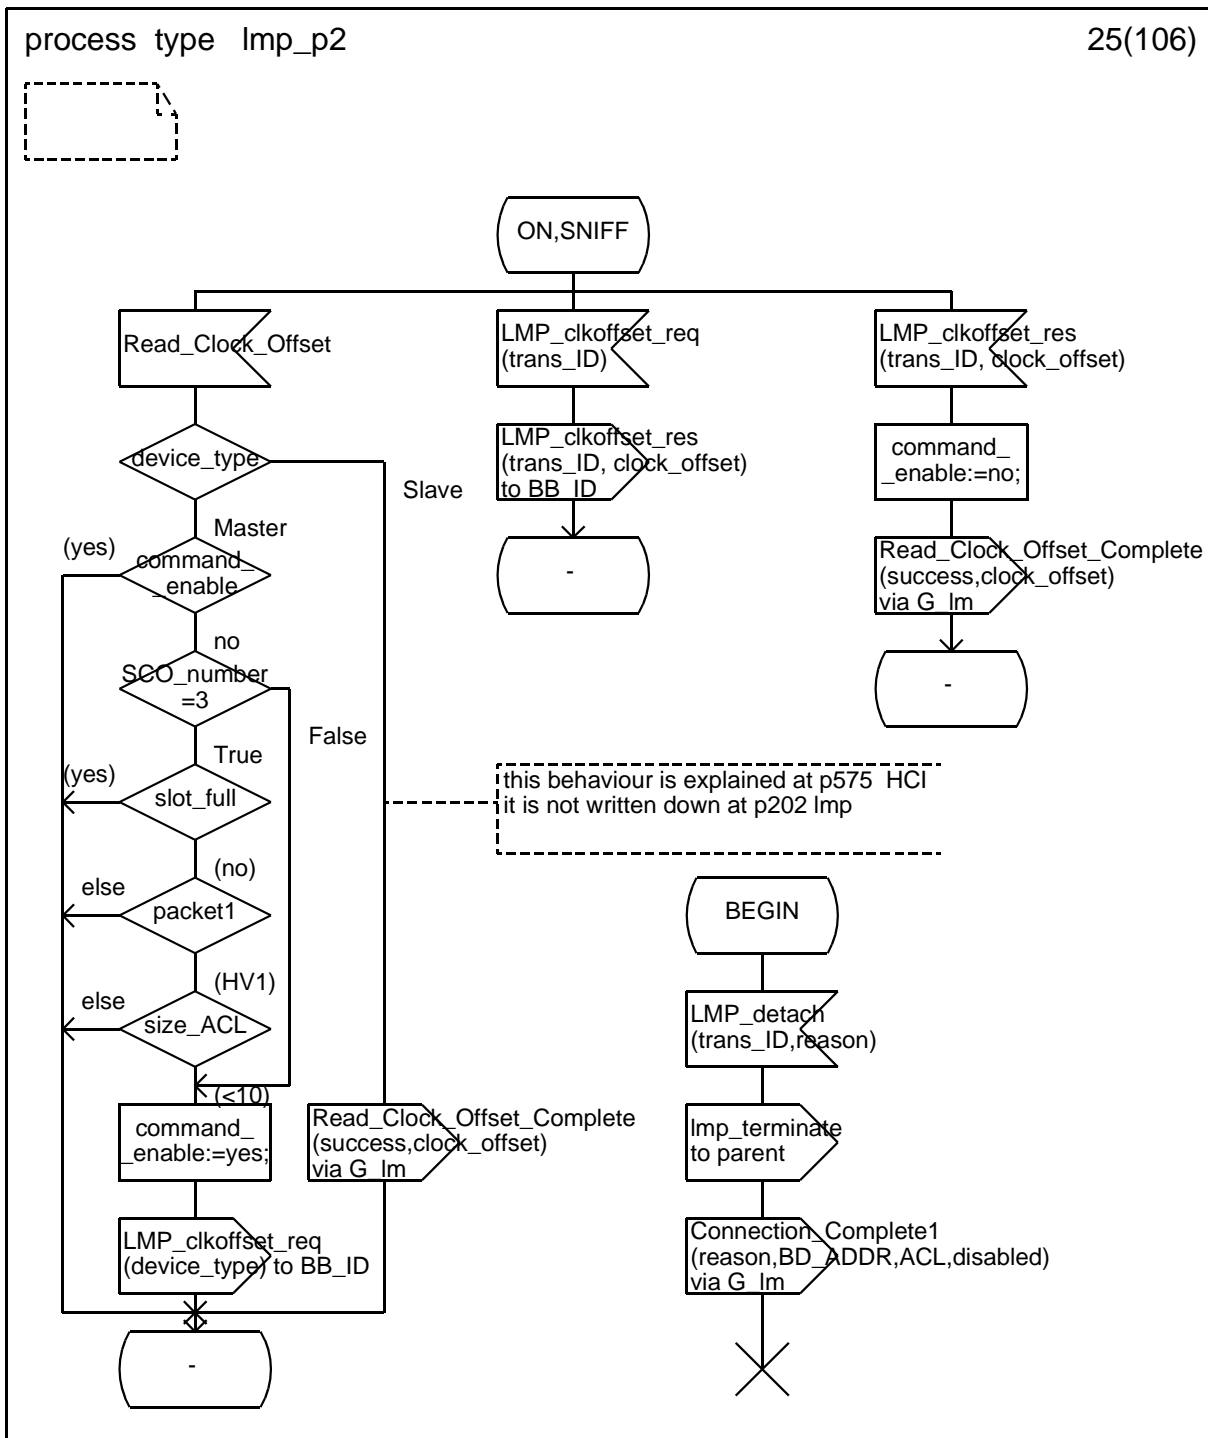 process type lmp_p2
25(106)
ON,SNIFF
Read_Clock_Offset
LMP_clkoffset_req
(trans_ID)
LMP_clkoffset_res
(trans_ID, clock_offset)
device_type
Slave
LMP_clkoffset_res
(trans_ID, clock_offset)
to BB_ID
command_
_enable:=no;
Master
(yes)
command_
_enable
-
Read_Clock_Offset_Complete
(success,clock_offset)
via G_lm
no
SCO_number
=3
-
False
True
(yes)
slot_full
this behaviour is explained at p575 HCI
it is not written down at p202 lmp
(no)
else
packet1
BEGIN
(HV1)
else
size_ACL
LMP_detach
(trans_ID,reason)
(<10)
command_
_enable:=yes;
Read_Clock_Offset_Complete
(success,clock_offset)
via G_lm
lmp_terminate
to parent
LMP_clkoffset_req
(device_type) to BB_ID
Connection_Complete1
(reason,BD_ADDR,ACL,disabled)
via G_lm
-